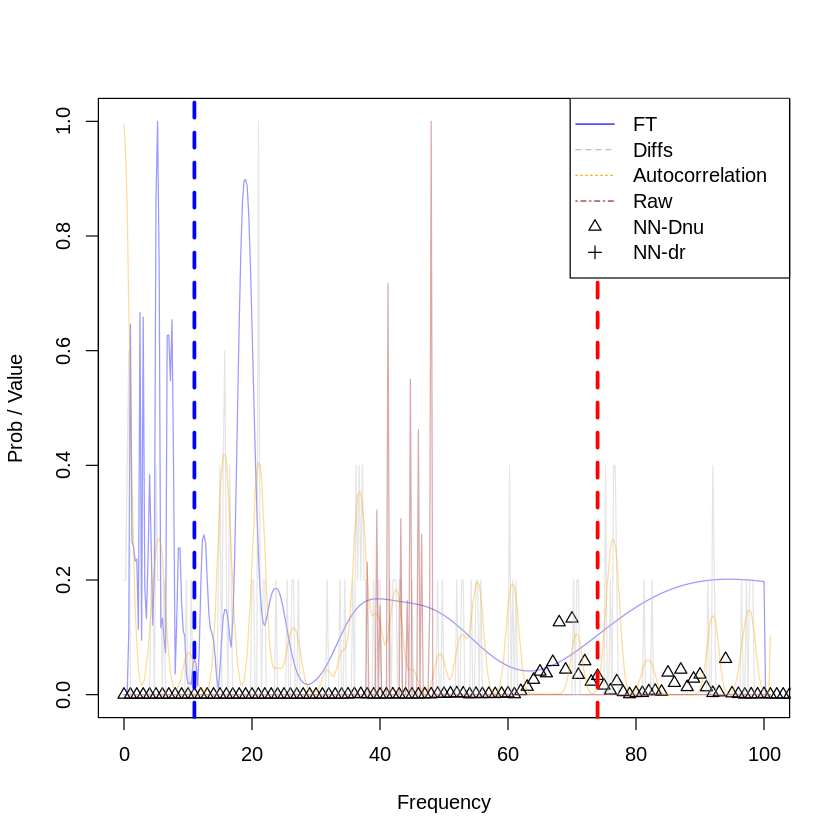 FT
Diffs
Autocorrelation
Raw
NN-Dnu
NN-dr
Prob / Value
1.0
0.8
0.6
0.4
0.2
0.0
0 20 40 60 80 100
Frequency